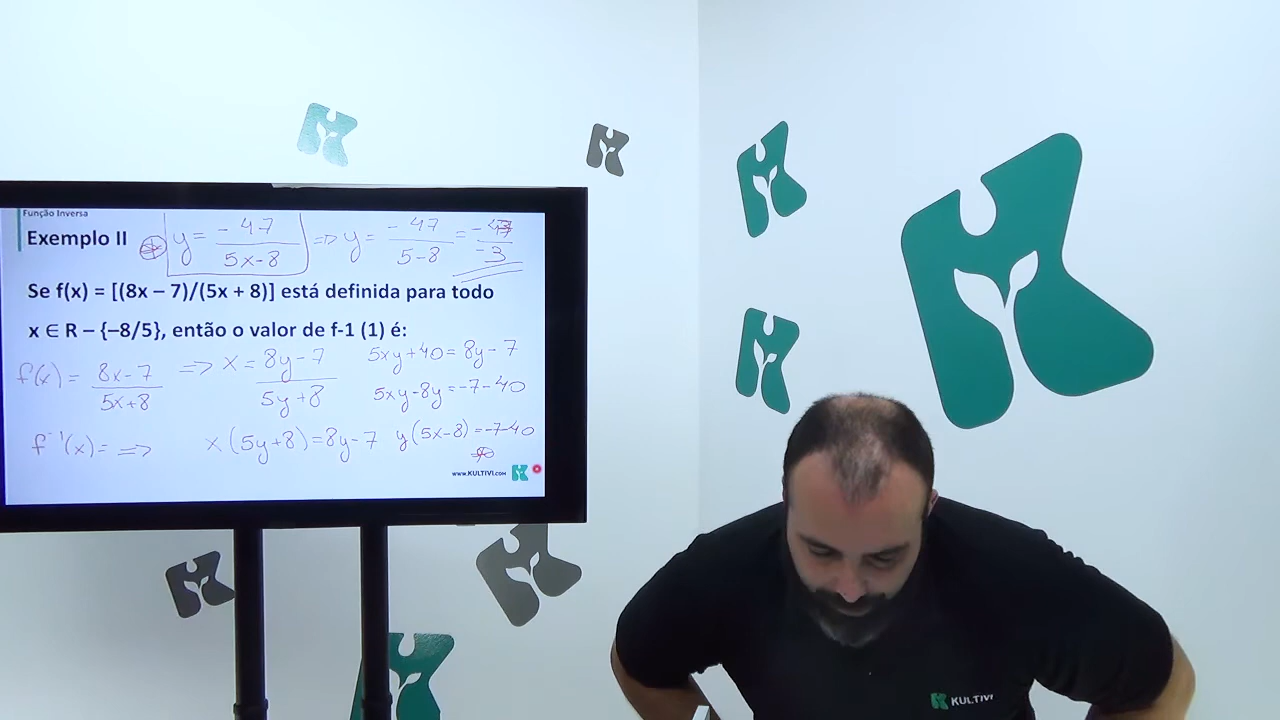 Função Inversa
Exemplo II
y = -47/(5x-8) => y = -47/(5-8) = -47/-3
Se f(x) = [(8x – 7)/(5x + 8)] está definida para todo
x ∈ R – {–8/5}, então o valor de f-1 (1) é:
f(x) = (8x-7)/(5x+8) => x = (8y-7)/(5y+8)
5xy+40 = 8y-7
5xy-8y = -7-40
f⁻¹(x) = => x(5y+8) = 8y-7
y(5x-8) = -7-40
www.KULTIVI.com
KULTIVI